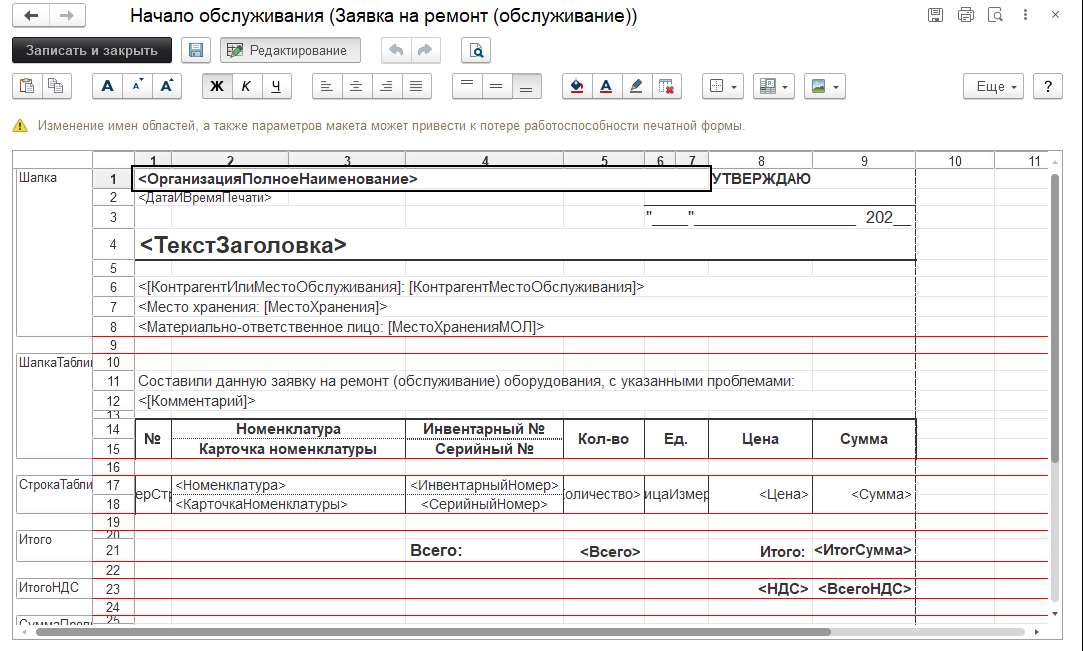 Начало обслуживания (Заявка на ремонт (обслуживание))
Записать и закрыть
Редактирование
А А А Ж К Ч А Еще ?
Изменение имен областей, а также параметров макета может привести к потере работоспособности печатной формы.
1 2 3 4 5 6 7 8 9 10 11
Шапка 1 <ОрганизацияПолноеНаименование> УТВЕРЖДАЮ
2 <ДатаИВремяПечати>
3 "____"__________________ 202__
4 <ТекстЗаголовка>
5
6 <[КонтрагентИлиМестоОбслуживания]: [КонтрагентМестоОбслуживания]>
7 <Место хранения: [МестоХранения]>
8 <Материально-ответственное лицо: [МестоХраненияМОЛ]>
9
ШапкаТабли 10
11 Составили данную заявку на ремонт (обслуживание) оборудования, с указанными проблемами:
12 <[Комментарий]>
13
14 № Номенклатура Инвентарный № Кол-во Ед. Цена Сумма
15 Карточка номенклатуры Серийный №
16
СтрокаТабли 17 ерСтр <Номенклатура> <ИнвентарныйНомер> оличество> ицаИзмер <Цена> <Сумма>
18 <КарточкаНоменклатуры> <СерийныйНомер>
19
Итого 20
21 Всего: <Всего> Итого: <ИтогСумма>
22
ИтогоНДС 23 <НДС> <ВсегоНДС>
24
СуммаПроп 25